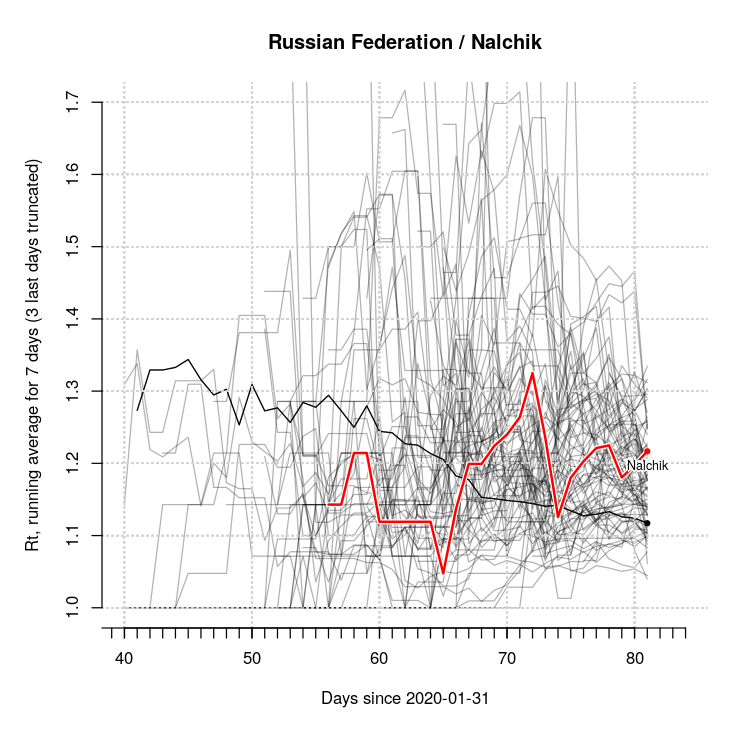 Russian Federation / Nalchik
Rt, running average for 7 days (3 last days truncated)
1.7
1.6
1.5
1.4
1.3
1.2
1.1
1.0
Nalchik
40 50 60 70 80
Days since 2020-01-31